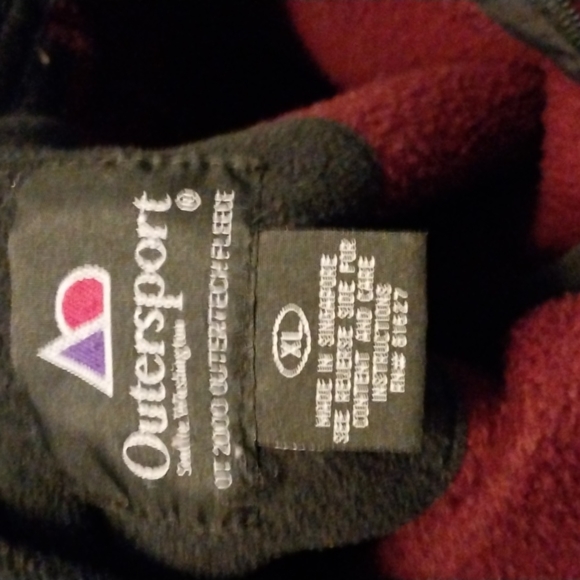 Outersport®
Seattle Washington
OT 2000 OUTERTECH FLEECE
XL
MADE IN SINGAPORE
SEE REVERSE SIDE FOR
CONTENT AND CARE
INSTRUCTIONS
RN# 81627